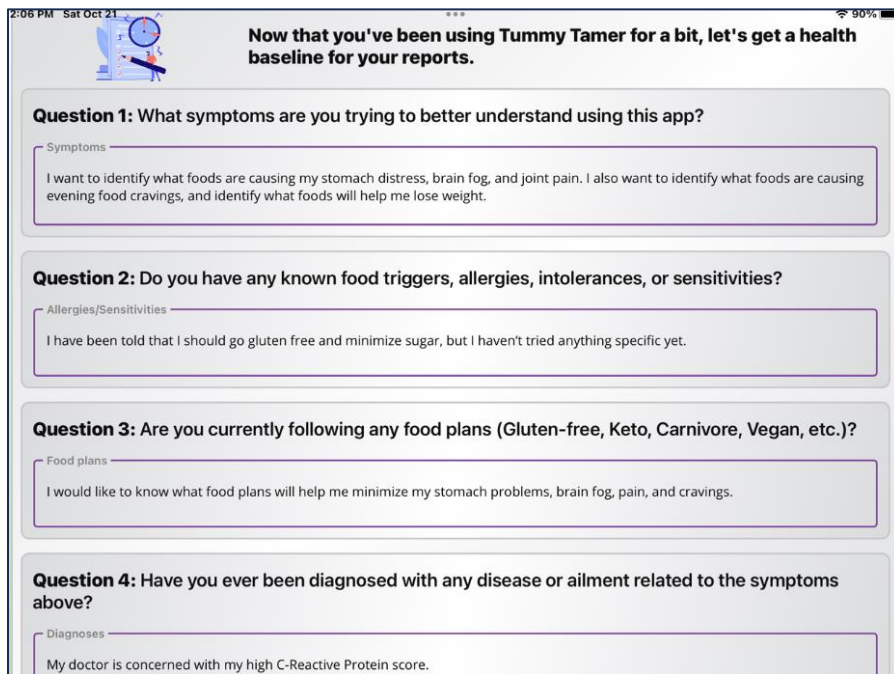 2:06 PM Sat Oct 21
90%
Now that you've been using Tummy Tamer for a bit, let's get a health
baseline for your reports.
Question 1: What symptoms are you trying to better understand using this app?
Symptoms
I want to identify what foods are causing my stomach distress, brain fog, and joint pain. I also want to identify what foods are causing
evening food cravings, and identify what foods will help me lose weight.
Question 2: Do you have any known food triggers, allergies, intolerances, or sensitivities?
Allergies/Sensitivities
I have been told that I should go gluten free and minimize sugar, but I haven't tried anything specific yet.
Question 3: Are you currently following any food plans (Gluten-free, Keto, Carnivore, Vegan, etc.)?
Food plans
I would like to know what food plans will help me minimize my stomach problems, brain fog, pain, and cravings.
Question 4: Have you ever been diagnosed with any disease or ailment related to the symptoms
above?
Diagnoses
My doctor is concerned with my high C-Reactive Protein score.